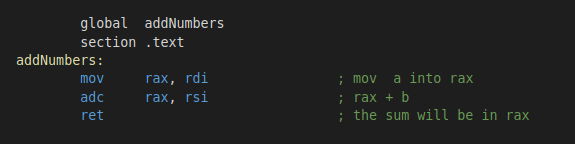 global  addNumbers
section .text
addNumbers:
mov     rax, rdi                ; mov  a into rax
adc     rax, rsi                ; rax + b
ret                             ; the sum will be in rax